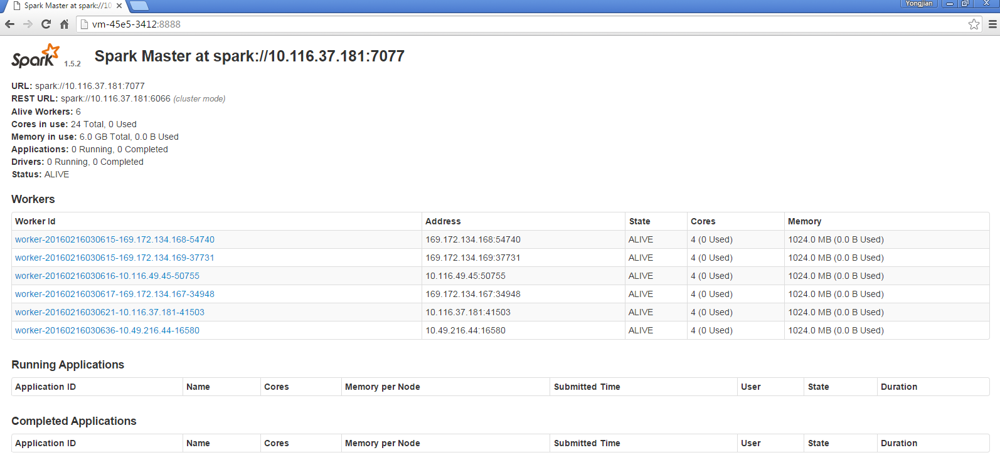 Spark Master at spark://10
Yongjian
vm-45e5-3412:8888
Spark 1.5.2 Spark Master at spark://10.116.37.181:7077
URL: spark://10.116.37.181:7077
REST URL: spark://10.116.37.181:6066 (cluster mode)
Alive Workers: 6
Cores in use: 24 Total, 0 Used
Memory in use: 6.0 GB Total, 0.0 B Used
Applications: 0 Running, 0 Completed
Drivers: 0 Running, 0 Completed
Status: ALIVE
Workers
Worker Id Address State Cores Memory
worker-20160216030615-169.172.134.168-54740 169.172.134.168:54740 ALIVE 4 (0 Used) 1024.0 MB (0.0 B Used)
worker-20160216030615-169.172.134.169-37731 169.172.134.169:37731 ALIVE 4 (0 Used) 1024.0 MB (0.0 B Used)
worker-20160216030616-10.116.49.45-50755 10.116.49.45:50755 ALIVE 4 (0 Used) 1024.0 MB (0.0 B Used)
worker-20160216030617-169.172.134.167-34948 169.172.134.167:34948 ALIVE 4 (0 Used) 1024.0 MB (0.0 B Used)
worker-20160216030621-10.116.37.181-41503 10.116.37.181:41503 ALIVE 4 (0 Used) 1024.0 MB (0.0 B Used)
worker-20160216030636-10.49.216.44-16580 10.49.216.44:16580 ALIVE 4 (0 Used) 1024.0 MB (0.0 B Used)
Running Applications
Application ID Name Cores Memory per Node Submitted Time User State Duration
Completed Applications
Application ID Name Cores Memory per Node Submitted Time User State Duration